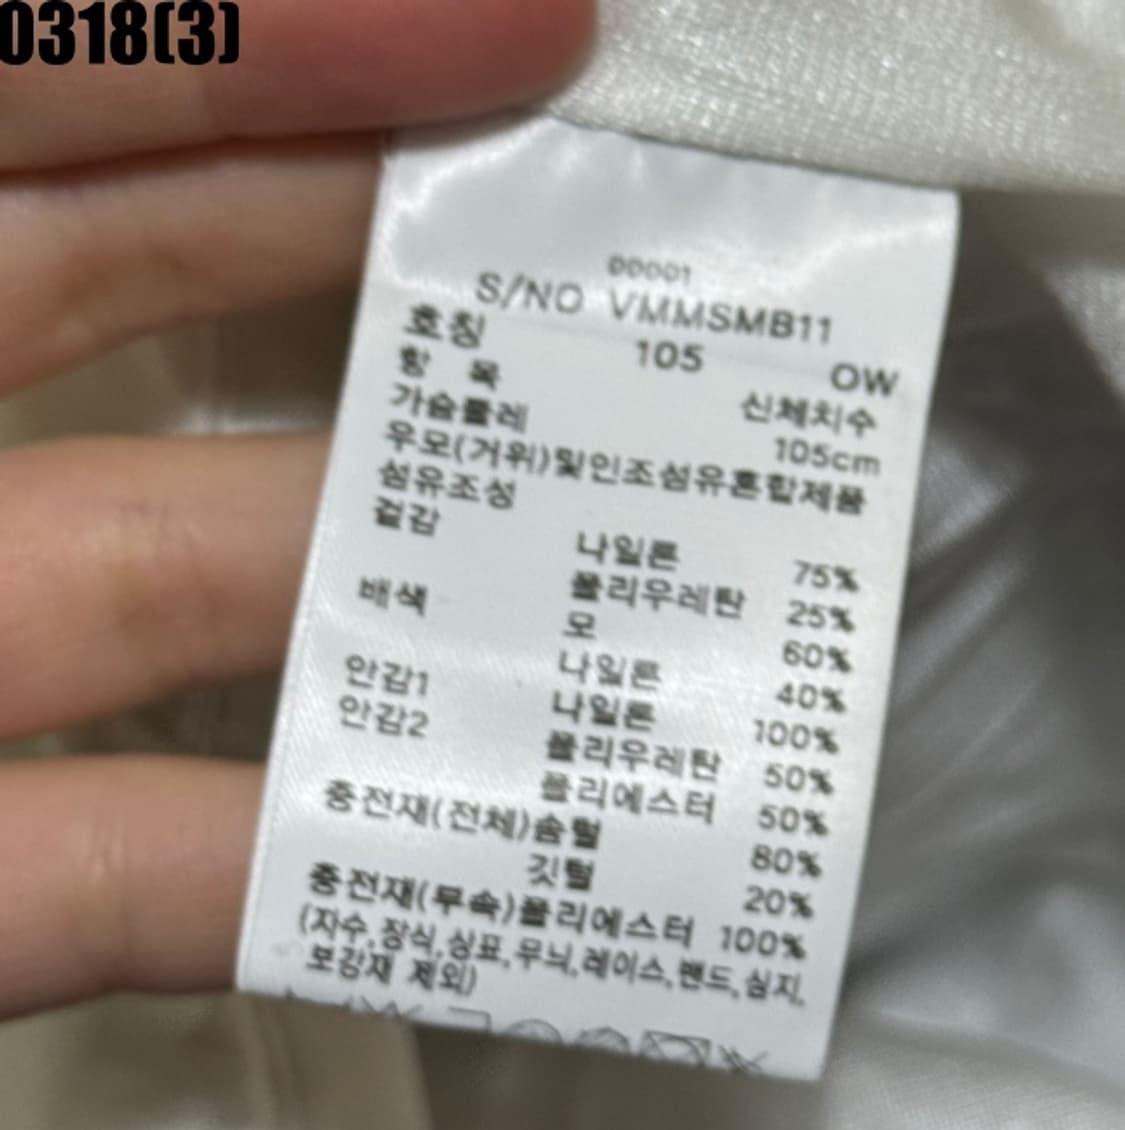 0318(3)
00001
S/NO VMMSMB11
호칭 105 OW
항 목 신체치수
가슴둘레 105cm
우모(거위)및인조섬유혼합제품
섬유조성
겉감 나일론 75%
폴리우레탄 25%
배색 모 60%
나일론 40%
안감1 나일론 100%
안감2 폴리우레탄 50%
폴리에스터 50%
충전재(전체)솜털 80%
깃털 20%
충전재(부속)폴리에스터 100%
(자수,장식,상표,무늬,레이스,밴드,심지,
보강재 제외)